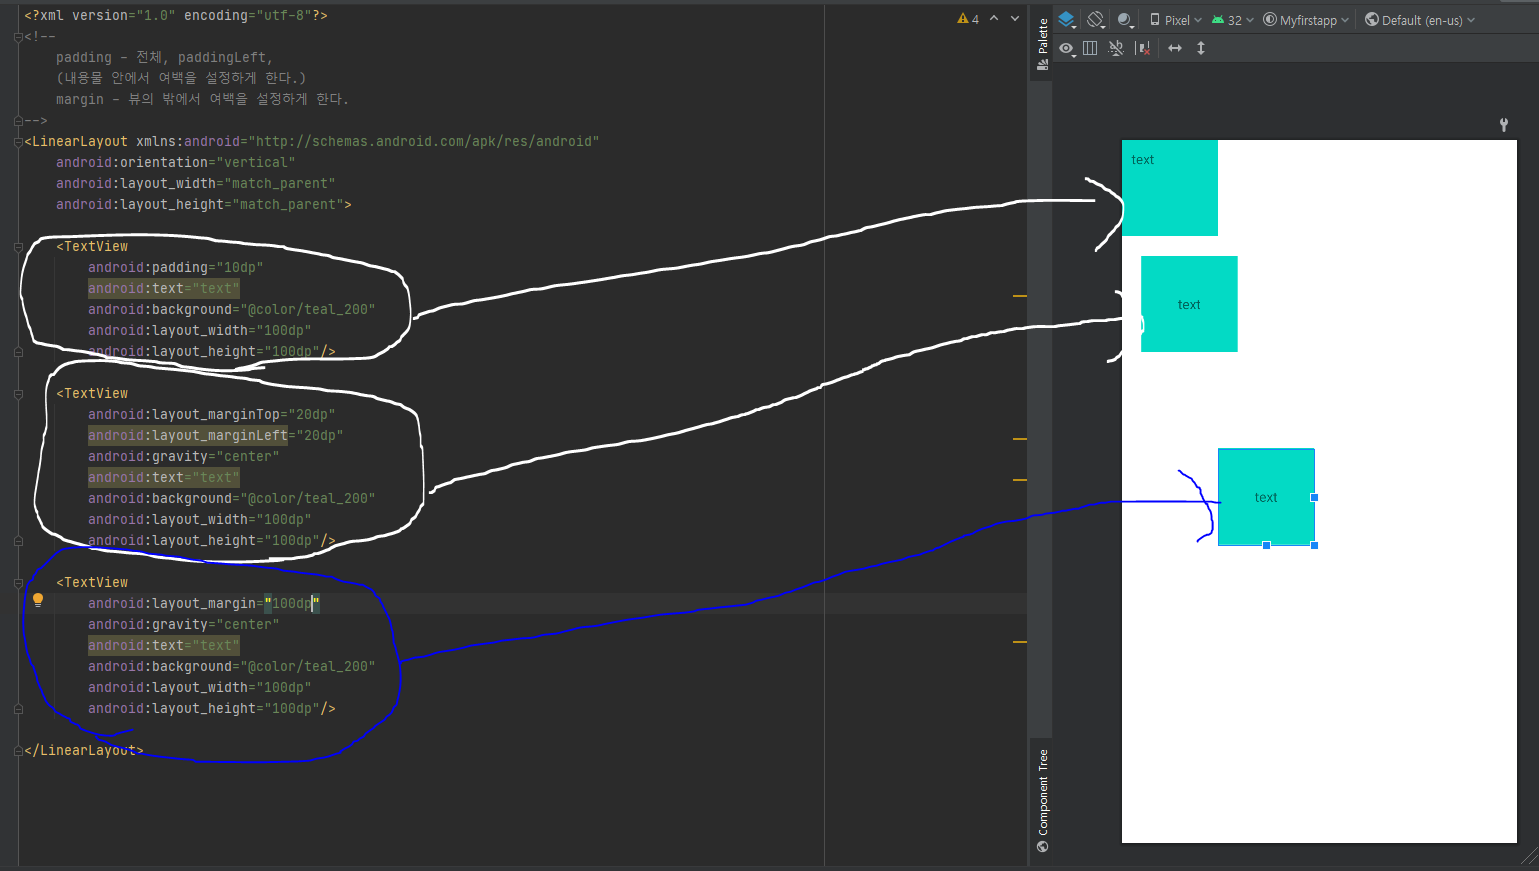 <?xml version="1.0" encoding="utf-8"?>
<!--
padding - 전체, paddingLeft,
(내용물 안에서 여백을 설정하게 한다.)
margin - 뷰의 밖에서 여백을 설정하게 한다.
-->
<LinearLayout xmlns:android="http://schemas.android.com/apk/res/android"
android:orientation="vertical"
android:layout_width="match_parent"
android:layout_height="match_parent">
<TextView
android:padding="10dp"
android:text="text"
android:background="@color/teal_200"
android:layout_width="100dp"
android:layout_height="100dp"/>
<TextView
android:layout_marginTop="20dp"
android:layout_marginLeft="20dp"
android:gravity="center"
android:text="text"
android:background="@color/teal_200"
android:layout_width="100dp"
android:layout_height="100dp"/>
<TextView
android:layout_margin="100dp"
android:gravity="center"
android:text="text"
android:background="@color/teal_200"
android:layout_width="100dp"
android:layout_height="100dp"/>
</LinearLayout>
4
Palette
Component Tree
Pixel
32
Myfirstapp
Default (en-us)
text
text
text